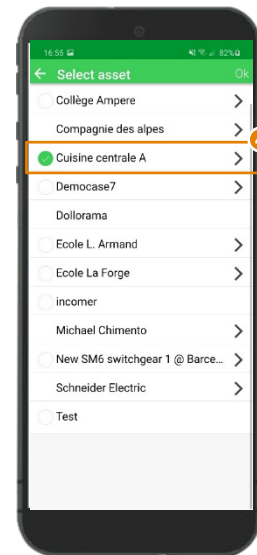 16:55 82%
Select asset Ok
Collège Ampere
Compagnie des alpes
Cuisine centrale A
Democase7
Dollorama
Ecole L. Armand
Ecole La Forge
incomer
Michael Chimento
New SM6 switchgear 1 @ Barce...
Schneider Electric
Test